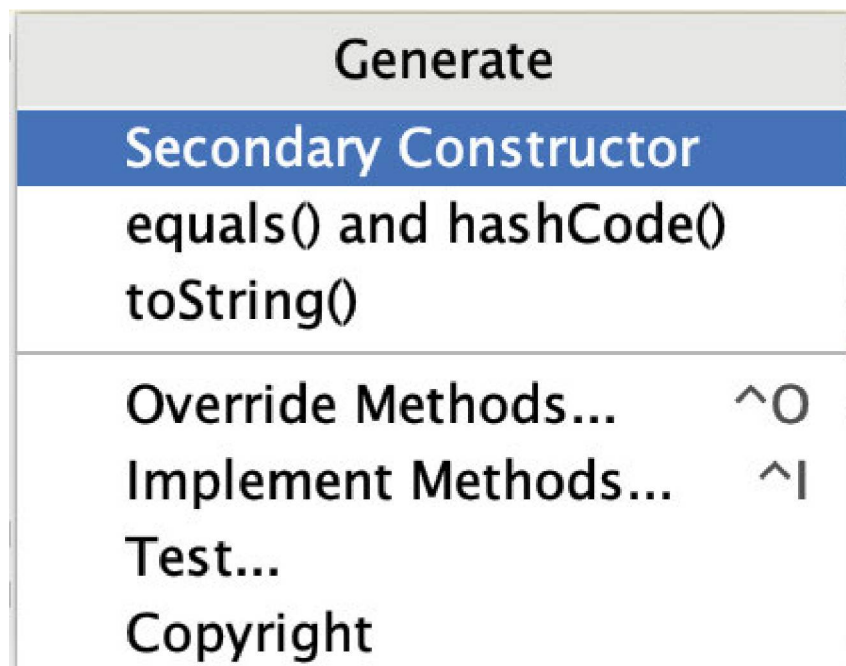 Generate
Secondary Constructor
equals() and hashCode()
toString()
Override Methods... ^O
Implement Methods... ^I
Test...
Copyright